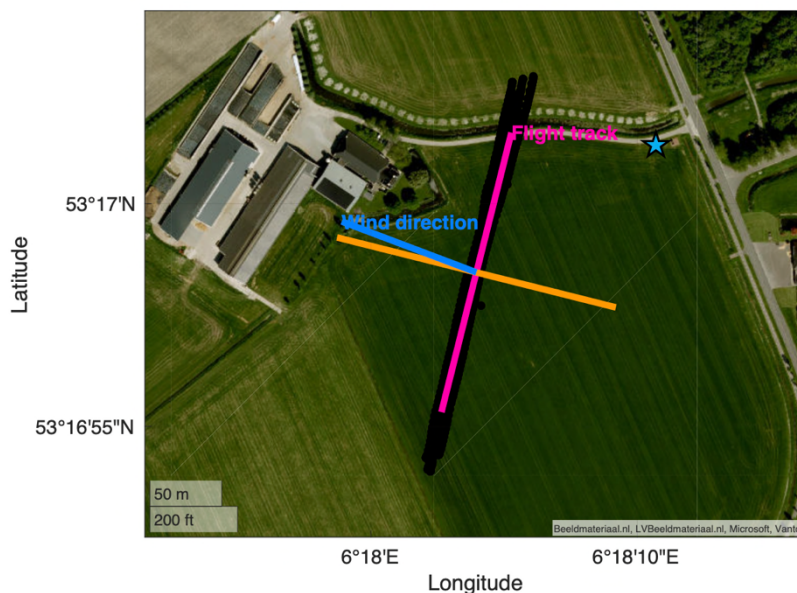 Flight track
Wind direction
53°17'N
53°16'55"N
Latitude
50 m
200 ft
Beeldmateriaal.nl, LVBeeldmateriaal.nl, Microsoft, Vanto
6°18'E
6°18'10"E
Longitude